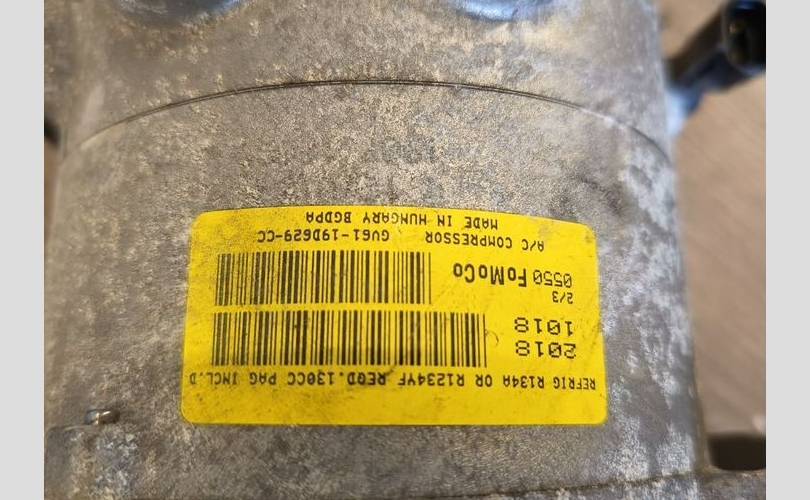 REFRIG R134A OR R1234YF REQD.130CC PAG INCL.D
2018
1018
2/3
0550 FoMoCo
A/C COMPRESSOR GV61-19D629-CC
MADE IN HUNGARY BGDPA